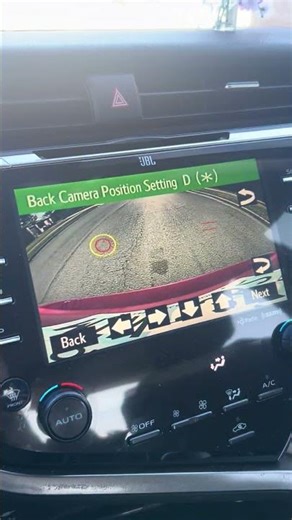 JBL
Back Camera Position Setting D (*)
Back
Next
AUTO
OFF
A/C